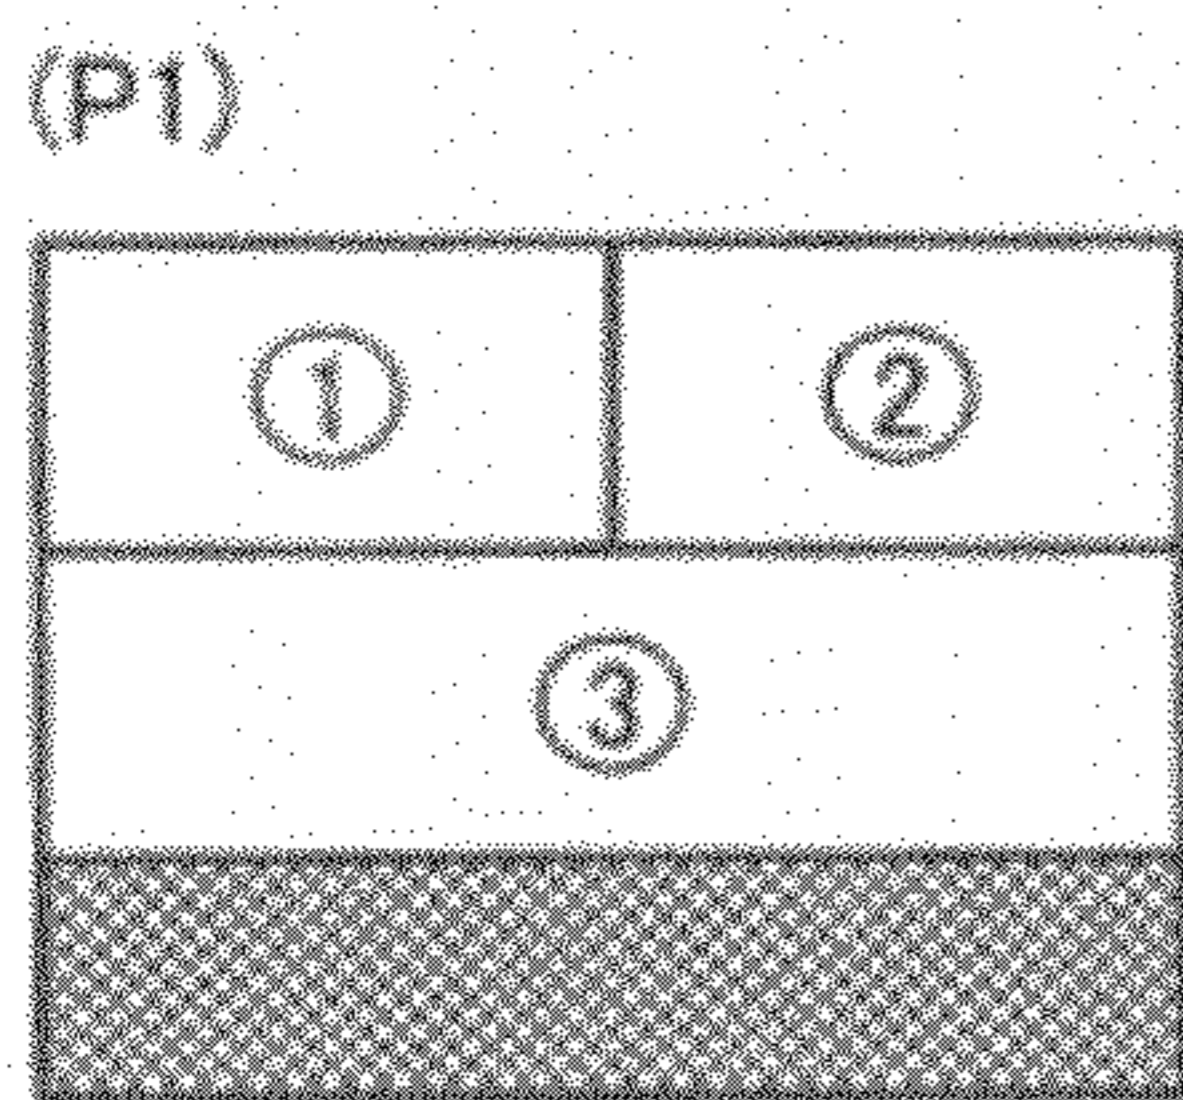 (P1)
① ②
③